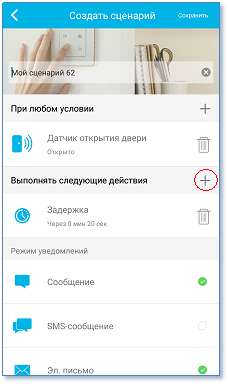 Создать сценарий
Сохранить
Мой сценарий 62
При любом условии
Датчик открытия двери
Открыто
Выполнять следующие действия
Задержка
Через 0 мин 20 сек
Режим уведомлений
Сообщение
SMS-сообщение
Эл. письмо